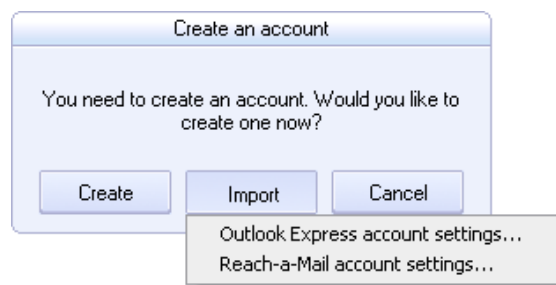 Create an account
You need to create an account. Would you like to
create one now?
Create
Import
Cancel
Outlook Express account settings...
Reach-a-Mail account settings...